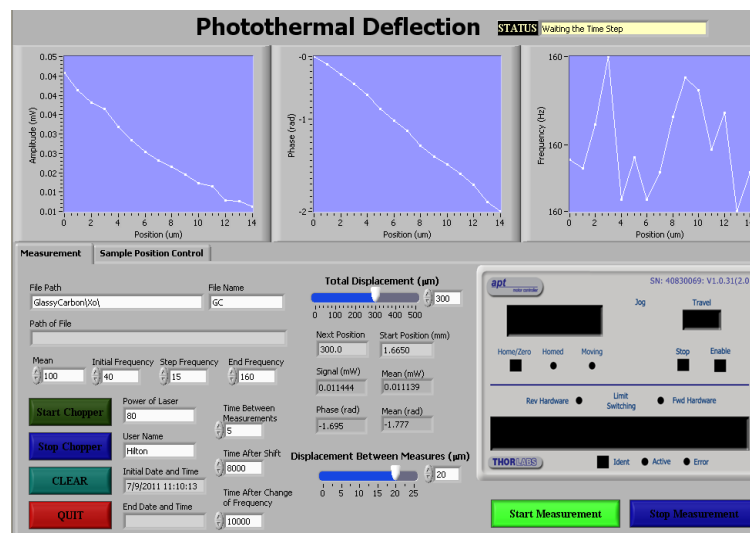 Photothermal Deflection
STATUS Waiting the Time Step
Amplitude (mV)
0.05
0.04
0.04
0.03
0.03
0.02
0.02
0.01
0.01
0 2 4 6 8 10 12 14
Position (um)
Phase (rad)
-0
-1
-2
0 2 4 6 8 10 12 14
Position (um)
Frequency (Hz)
160
160
160
0 2 4 6 8 10 12 14
Position (um)
Measurement Sample Position Control
File Path File Name
GlassyCarbon\Xo\ GC
Path of File
Mean Initial Frequency Step Frequency End Frequency
100 40 15 160
Start Chopper
Stop Chopper
CLEAR
QUIT
Power of Laser
80
User Name
Hilton
Initial Date and Time
7/9/2011 11:10:13
End Date and Time
Time Between
Measurements
5
Time After Shift
8000
Time After Change
of Frequency
10000
Total Displacement (µm)
300
0 100 200 300 400 500
Next Position Start Position (mm)
300.0 1.6650
Signal (mW) Mean (mW)
0.011444 0.011139
Phase (rad) Mean (rad)
-1.695 -1.777
Displacement Between Measures (µm)
20
0 5 10 15 20 25
apt
motor controller
SN: 40830069: V1.0.31(2.0
Jog Travel
Home/Zero Homed Moving Stop Enable
Rev Hardware Limit
Switching Fwd Hardware
THORLABS Ident Active Error
Start Measurement Stop Measurement